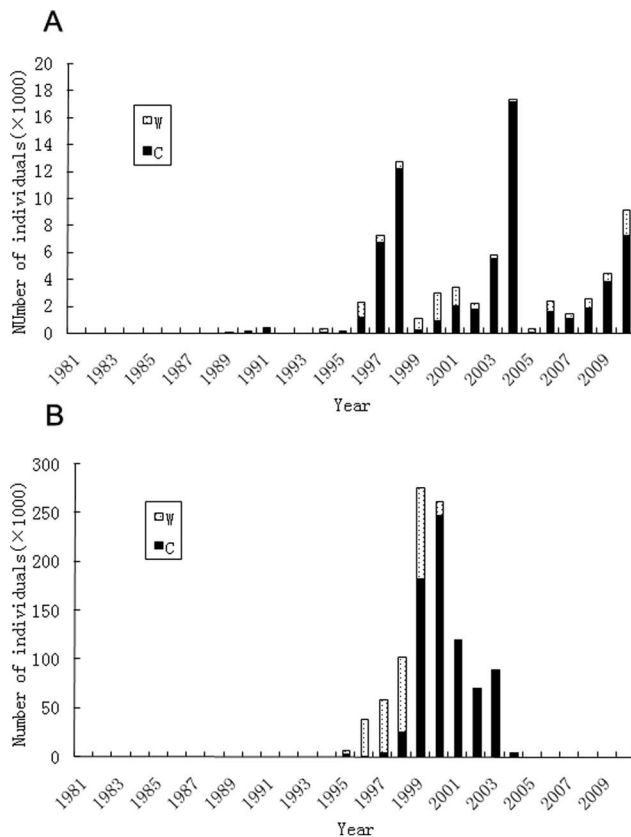 A
NUmber of individuals(×1000)
20
18
16
14
12
10
8
6
4
2
0
W
C
1981 1983 1985 1987 1989 1991 1993 1995 1997 1999 2001 2003 2005 2007 2009
Year
B
Number of individuals(×1000)
300
250
200
150
100
50
0
W
C
1981 1983 1985 1987 1989 1991 1993 1995 1997 1999 2001 2003 2005 2007 2009
Year